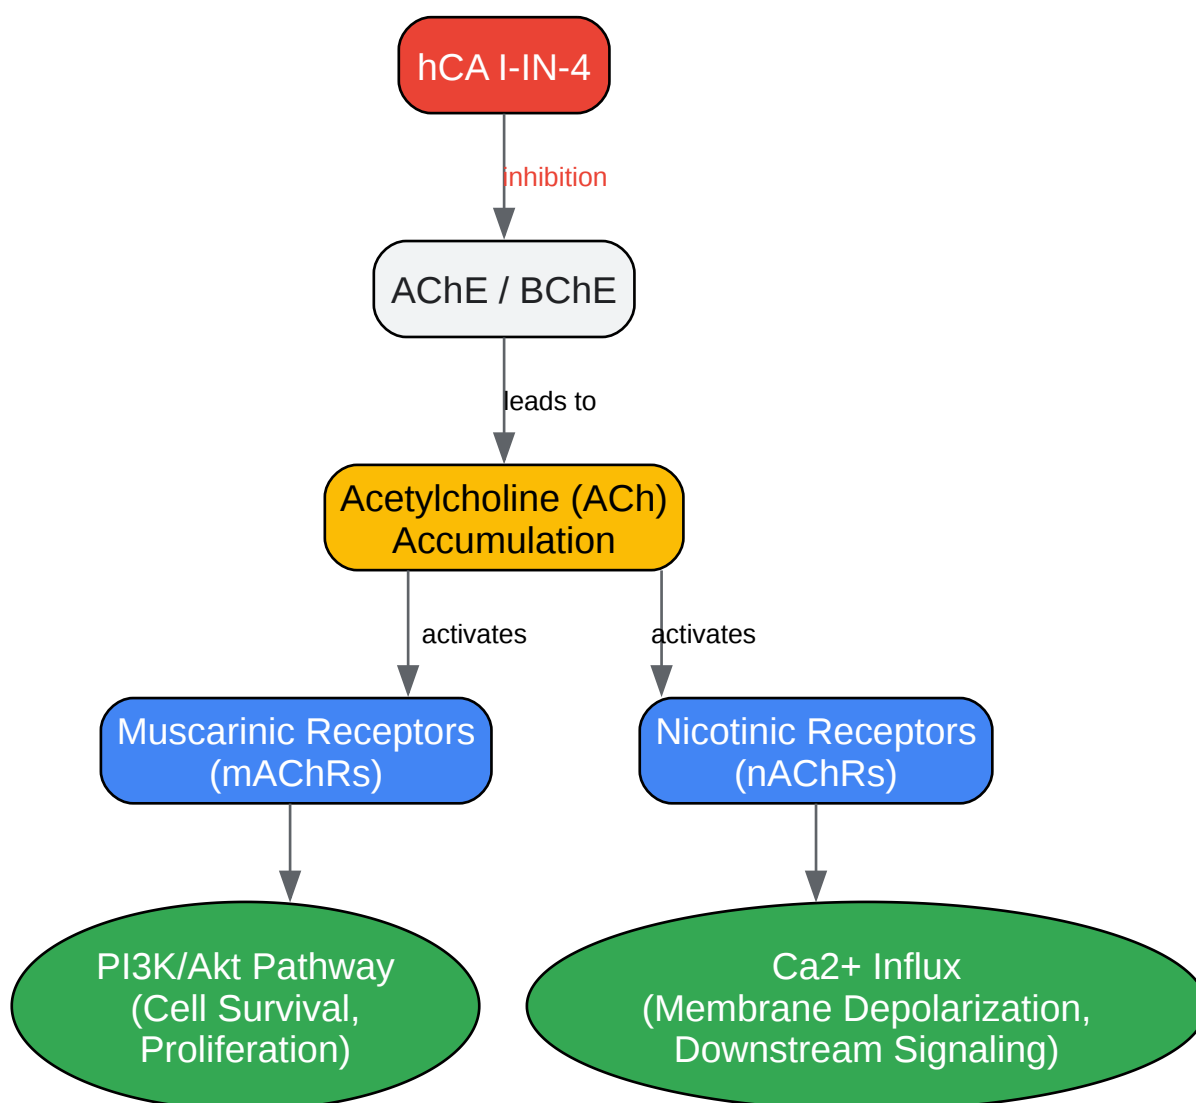 hCA I-IN-4
inhibition
AChE / BChE
leads to
Acetylcholine (ACh)
Accumulation
activates
activates
Muscarinic Receptors
(mAChRs)
Nicotinic Receptors
(nAChRs)
PI3K/Akt Pathway
(Cell Survival,
Proliferation)
Ca2+ Influx
(Membrane Depolarization,
Downstream Signaling)